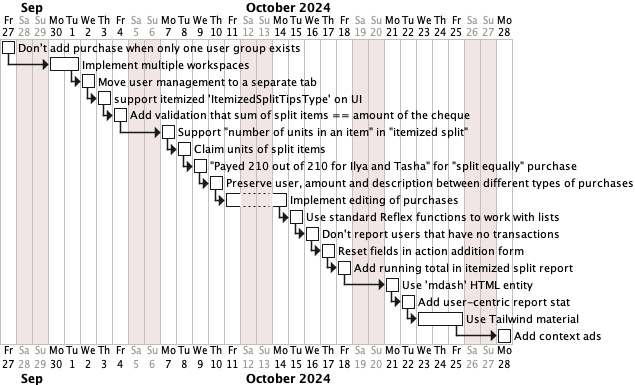 Sep October 2024
Fr Sa Su Mo Tu We Th Fr Sa Su Mo Tu We Th Fr Sa Su Mo Tu We Th Fr Sa Su Mo Tu We Th Fr Sa Su Mo
27 28 29 30 1 2 3 4 5 6 7 8 9 10 11 12 13 14 15 16 17 18 19 20 21 22 23 24 25 26 27 28
Don't add purchase when only one user group exists
Implement multiple workspaces
Move user management to a separate tab
support itemized 'ItemizedSplitTipsType' on UI
Add validation that sum of split items == amount of the cheque
Support "number of units in an item" in "itemized split"
Claim units of split items
"Payed 210 out of 210 for Ilya and Tasha" for "split equally" purchase
Preserve user, amount and description between different types of purchases
Implement editing of purchases
Use standard Reflex functions to work with lists
Don't report users that have no transactions
Reset fields in action addition form
Add running total in itemized split report
Use 'mdash' HTML entity
Add user-centric report stat
Use Tailwind material
Add context ads
Fr Sa Su Mo Tu We Th Fr Sa Su Mo Tu We Th Fr Sa Su Mo Tu We Th Fr Sa Su Mo Tu We Th Fr Sa Su Mo
27 28 29 30 1 2 3 4 5 6 7 8 9 10 11 12 13 14 15 16 17 18 19 20 21 22 23 24 25 26 27 28
Sep October 2024